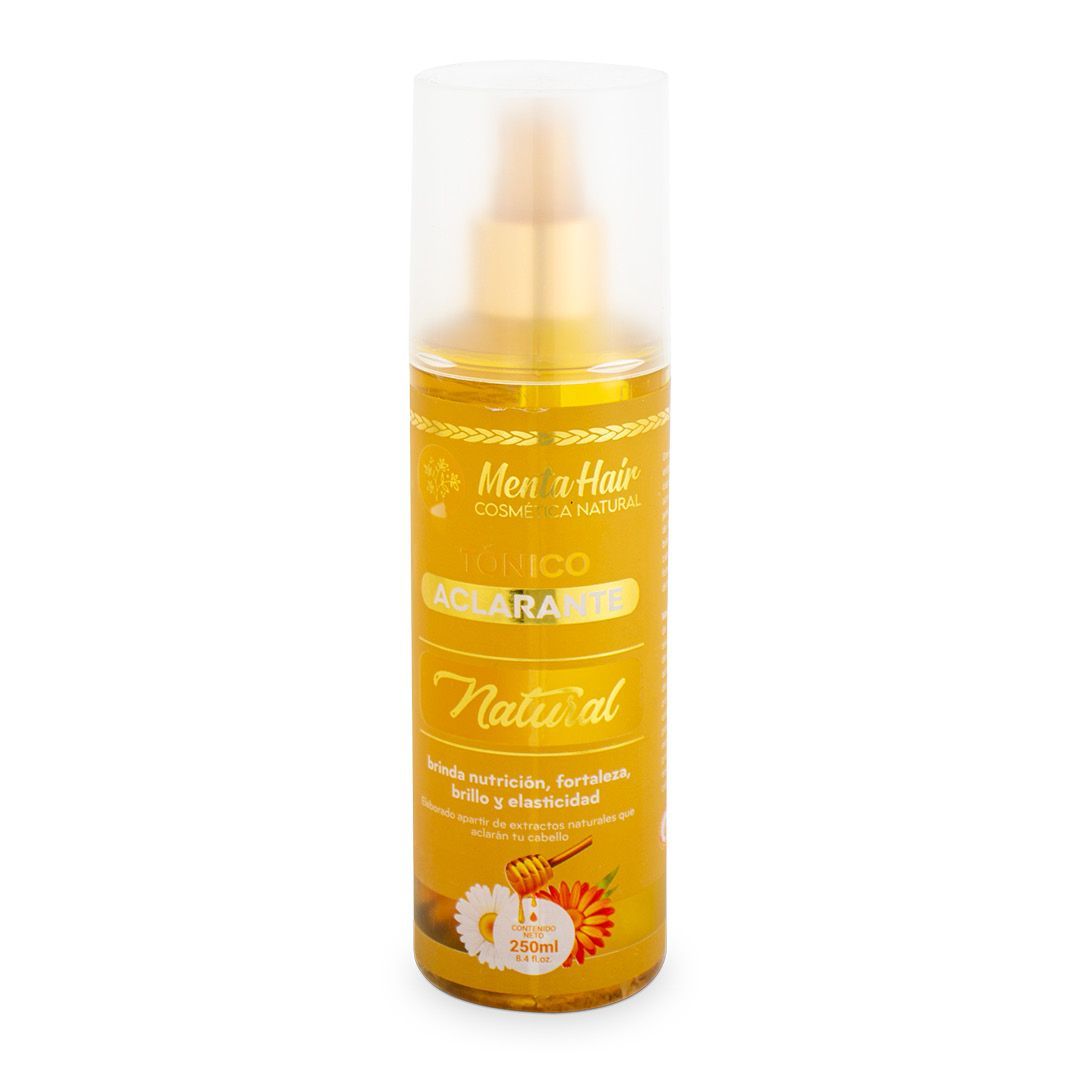 Menta Hair
COSMÉTICA NATURAL
TÓNICO
ACLARANTE
Natural
brinda nutrición, fortaleza,
brillo y elasticidad
Elaborado apartir de extractos naturales que
aclarán tu cabello
CONTENIDO
NETO
250ml
8.4 fl.oz.